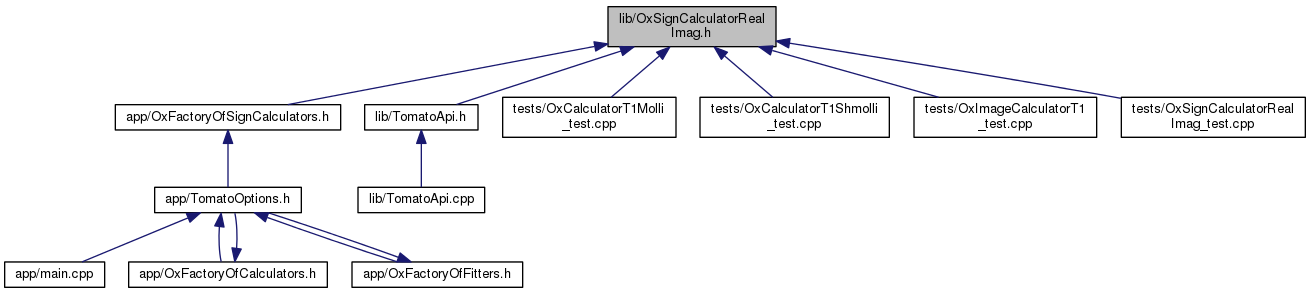 lib/OxSignCalculatorReal
Imag.h
app/OxFactoryOfSignCalculators.h
lib/TomatoApi.h
tests/OxCalculatorT1Molli
_test.cpp
tests/OxCalculatorT1Shmolli
_test.cpp
tests/OxImageCalculatorT1
_test.cpp
tests/OxSignCalculatorReal
Imag_test.cpp
app/TomatoOptions.h
lib/TomatoApi.cpp
app/main.cpp
app/OxFactoryOfCalculators.h
app/OxFactoryOfFitters.h